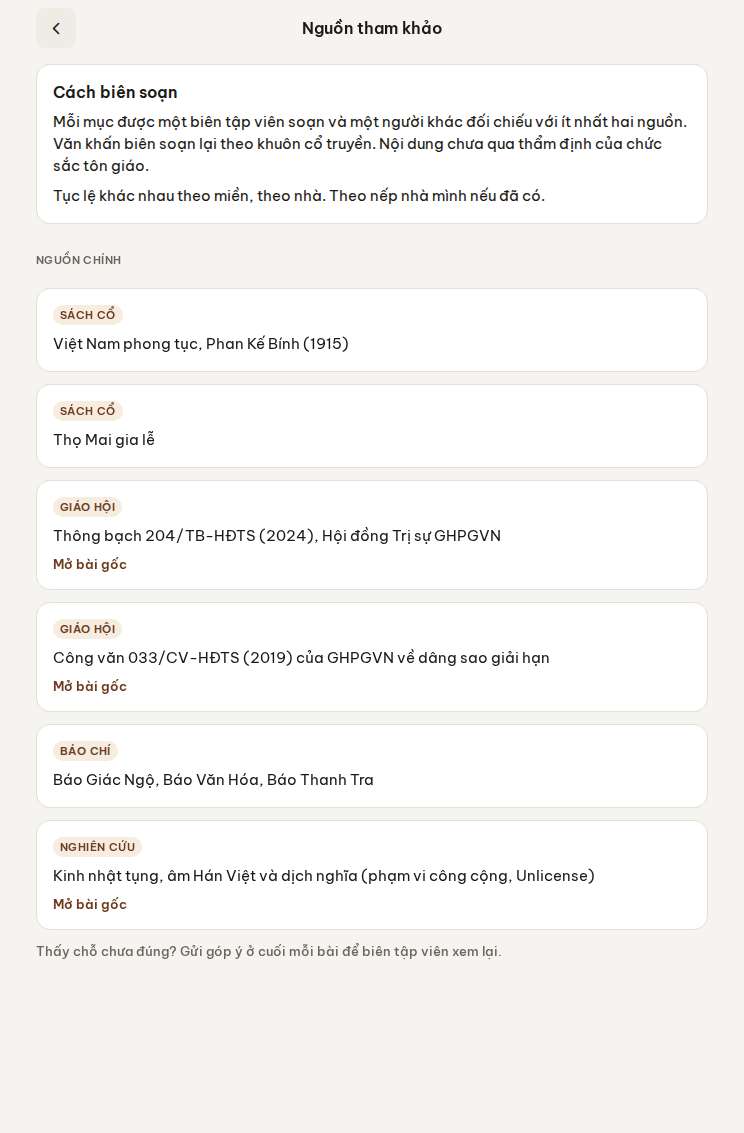 Nguồn tham khảo
Cách biên soạn
Mỗi mục được một biên tập viên soạn và một người khác đối chiếu với ít nhất hai nguồn.
Văn khấn biên soạn lại theo khuôn cổ truyền. Nội dung chưa qua thẩm định của chức
sắc tôn giáo.
Tục lệ khác nhau theo miền, theo nhà. Theo nếp nhà mình nếu đã có.
NGUỒN CHÍNH
SÁCH CỔ
Việt Nam phong tục, Phan Kế Bính (1915)
SÁCH CỔ
Thọ Mai gia lễ
GIÁO HỘI
Thông bạch 204/TB-HĐTS (2024), Hội đồng Trị sự GHPGVN
Mở bài gốc
GIÁO HỘI
Công văn 033/CV-HĐTS (2019) của GHPGVN về dâng sao giải hạn
Mở bài gốc
BÁO CHÍ
Báo Giác Ngộ, Báo Văn Hóa, Báo Thanh Tra
NGHIÊN CỨU
Kinh nhật tụng, âm Hán Việt và dịch nghĩa (phạm vi công cộng, Unlicense)
Mở bài gốc
Thấy chỗ chưa đúng? Gửi góp ý ở cuối mỗi bài để biên tập viên xem lại.